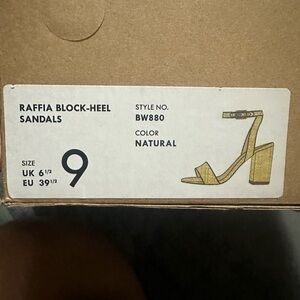 RAFFIA BLOCK-HEEL
SANDALS
STYLE NO.
BW880
COLOR
NATURAL
SIZE
UK 6 1/2
EU 39 1/2
9